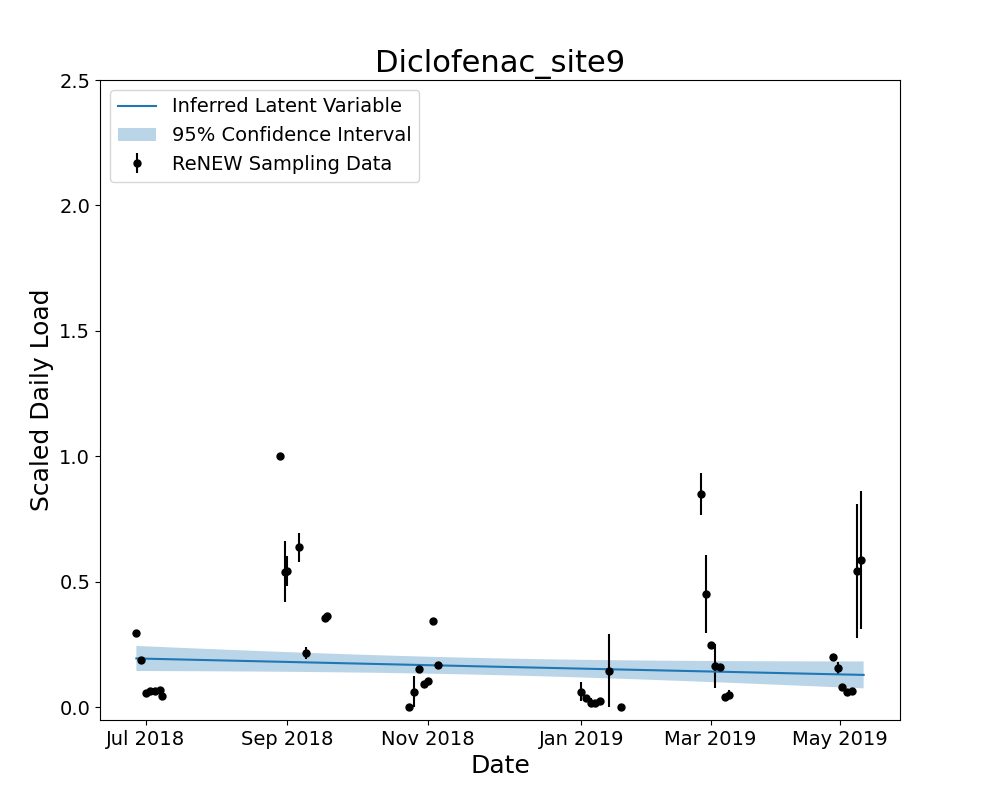 Diclofenac_site9
2.5
2.0
1.5
1.0
0.5
0.0
Scaled Daily Load
Inferred Latent Variable
95% Confidence Interval
ReNEW Sampling Data
Jul 2018
Sep 2018
Nov 2018
Jan 2019
Mar 2019
May 2019
Date